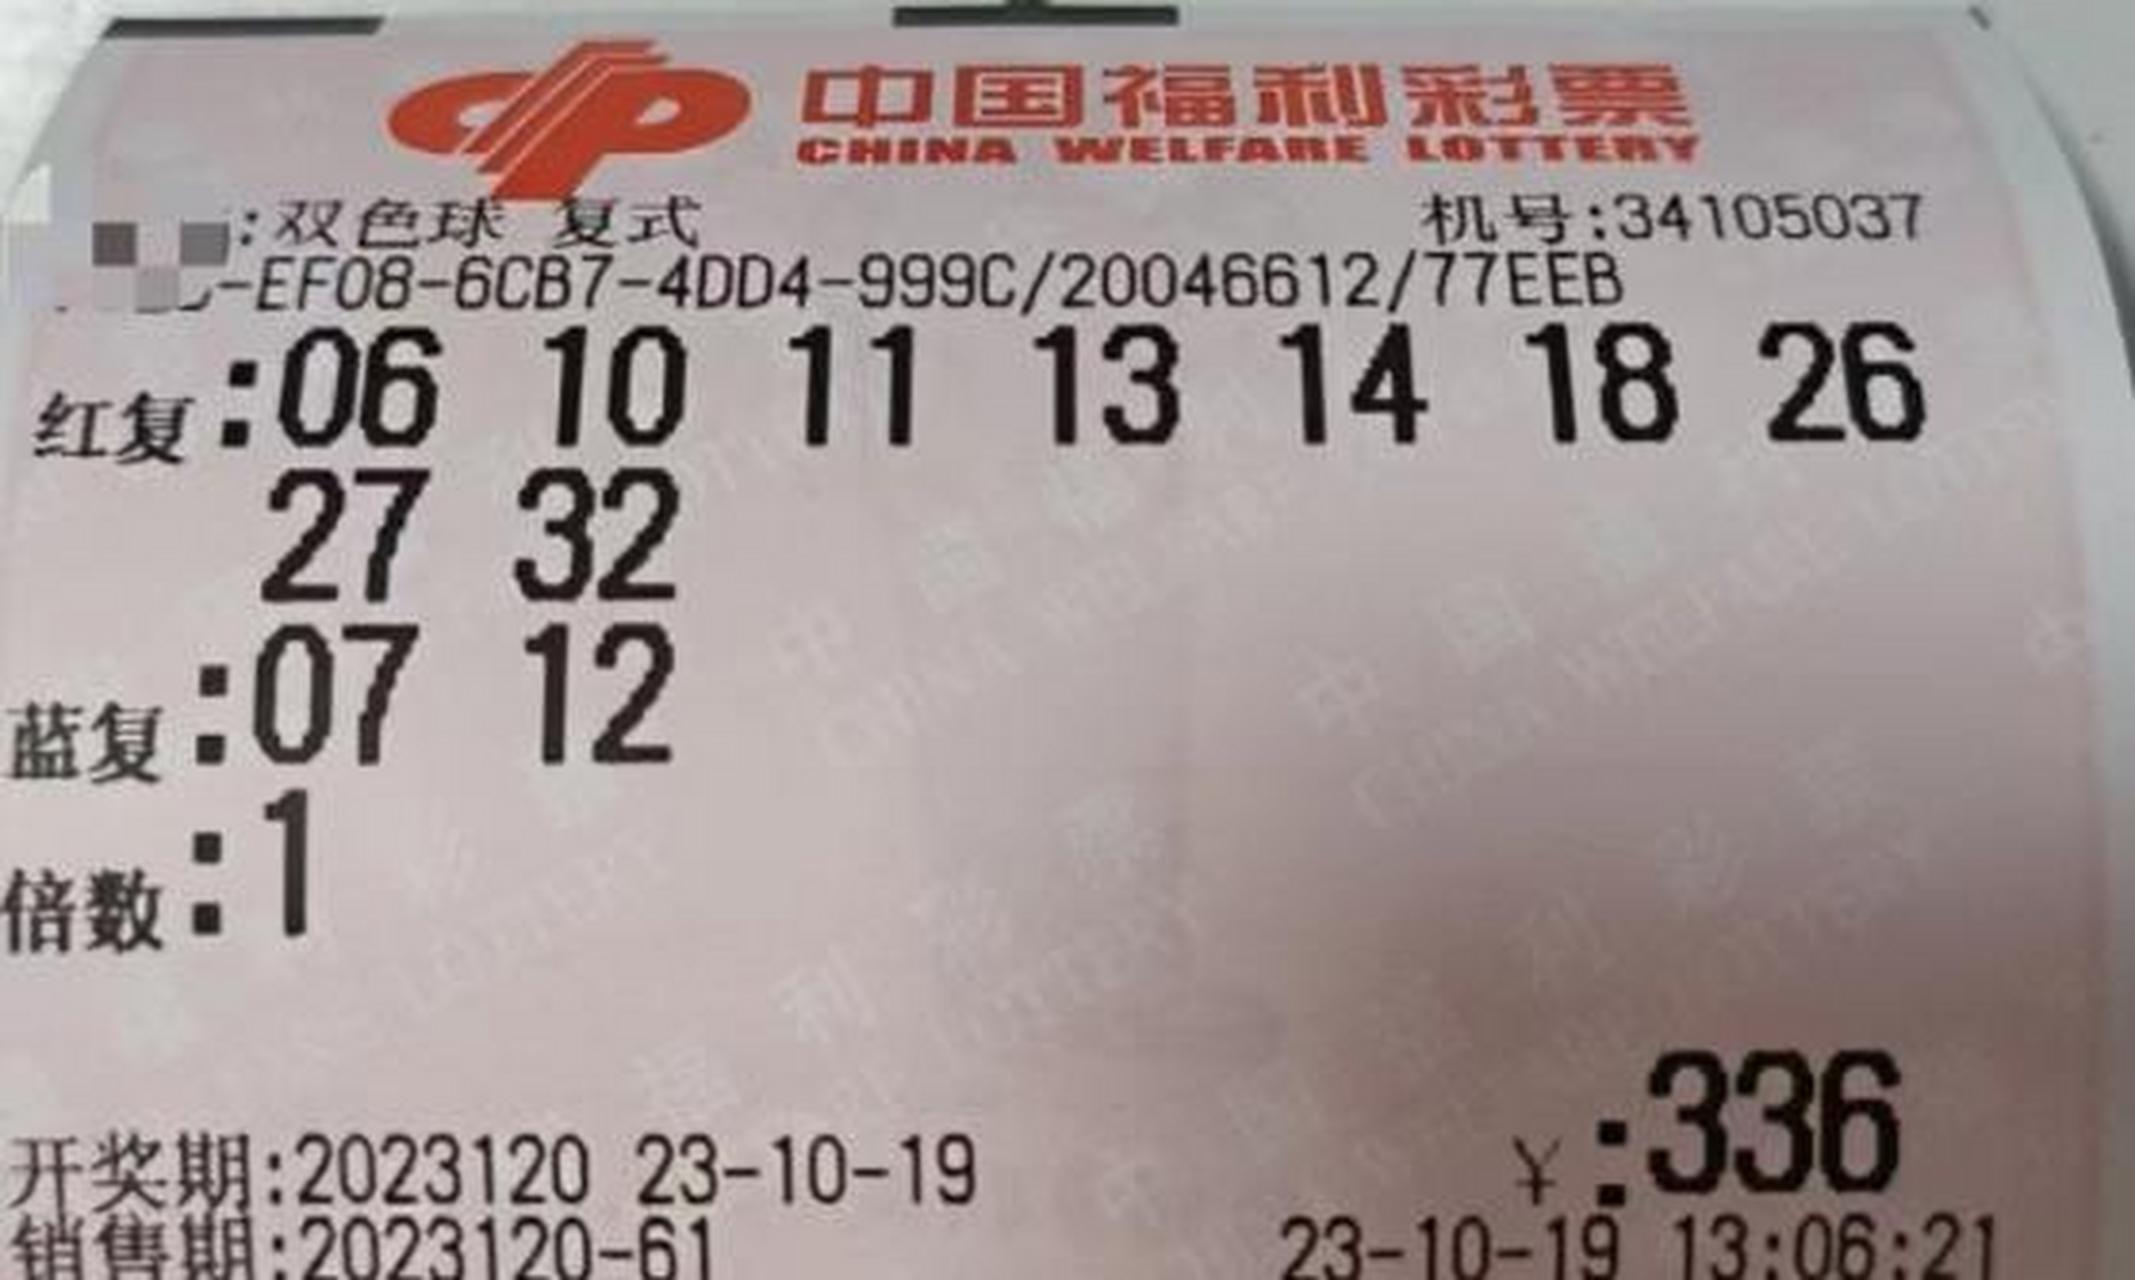 中国福利彩票
CHINA WELFARE LOTTERY
:双色球 复式 机号:34105037
-EF08-6CB7-4DD4-999C/20046612/77EEB
红复:06 10 11 13 14 18 26
27 32
蓝复:07 12
倍数:1
¥:336
开奖期:2023120 23-10-19
销售期:2023120-61 23-10-19 13:06:21